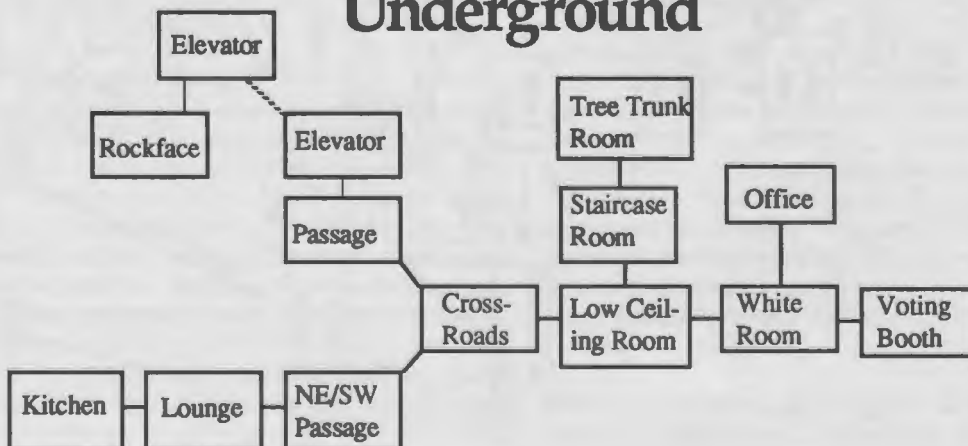 Underground
Elevator
Rockface
Elevator
Tree Trunk
Room
Passage
Staircase
Room
Office
Cross-
Roads
Low Ceil-
ing Room
White
Room
Voting
Booth
Kitchen
Lounge
NE/SW
Passage